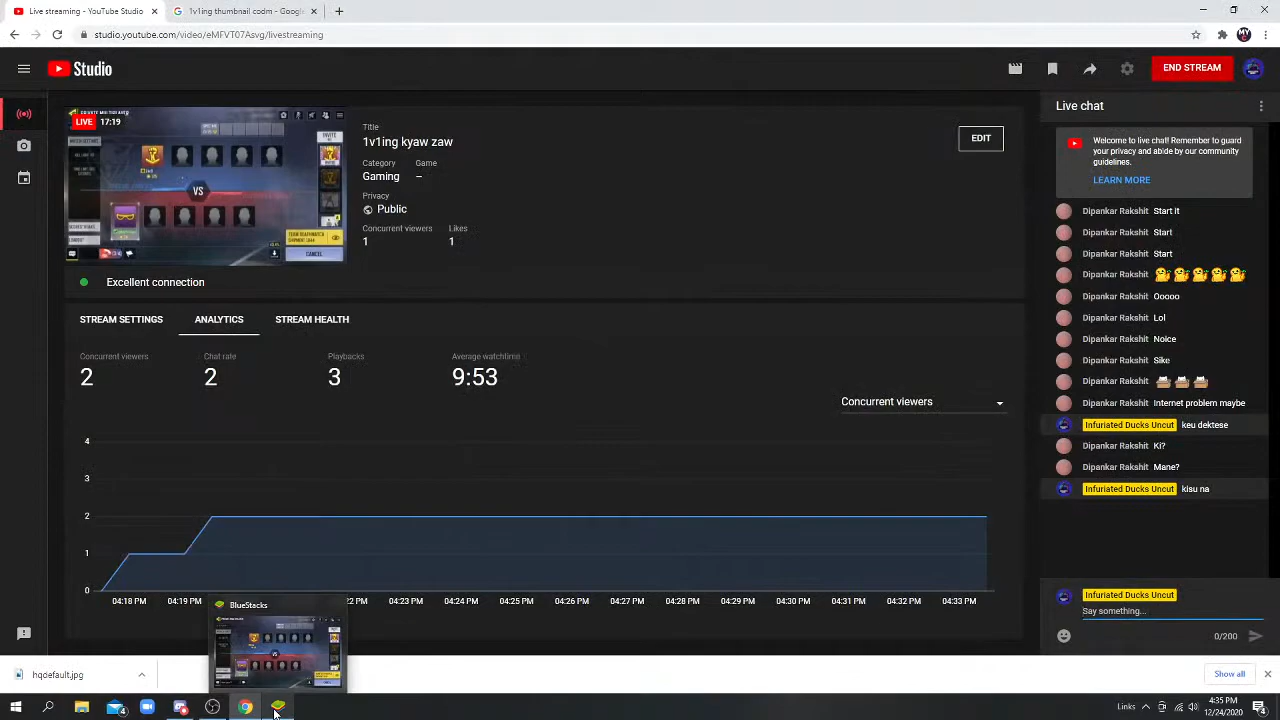 Live streaming - YouTube Studio
1v1ing thumbnail codm - Google
studio.youtube.com/video/eMFVT07Asvg/livestreaming
Studio
END STREAM
LIVE 17:19
INVITE
VS
CANCEL
Title
1v1ing kyaw zaw
Category Game
Gaming –
Privacy
Public
Concurrent viewers Likes
1 1
EDIT
Excellent connection
STREAM SETTINGS ANALYTICS STREAM HEALTH
Concurrent viewers Chat rate Playbacks Average watchtime
2 2 3 9:53
Concurrent viewers
4
3
2
1
0
04:18 PM 04:19 PM 22 PM 04:23 PM 04:24 PM 04:25 PM 04:26 PM 04:27 PM 04:28 PM 04:29 PM 04:30 PM 04:31 PM 04:32 PM 04:33 PM
BlueStacks
VS
Live chat
Welcome to live chat! Remember to guard
your privacy and abide by our community
guidelines.
LEARN MORE
Dipankar Rakshit Start it
Dipankar Rakshit Start
Dipankar Rakshit Start
Dipankar Rakshit
Dipankar Rakshit Ooooo
Dipankar Rakshit Lol
Dipankar Rakshit Noice
Dipankar Rakshit Sike
Dipankar Rakshit
Dipankar Rakshit Internet problem maybe
Infuriated Ducks Uncut keu dektese
Dipankar Rakshit Ki?
Dipankar Rakshit Mane?
Infuriated Ducks Uncut kisu na
Infuriated Ducks Uncut
Say something...
0/200
hqdefault.jpg
Show all
Links
4:35 PM
12/24/2020
4
4